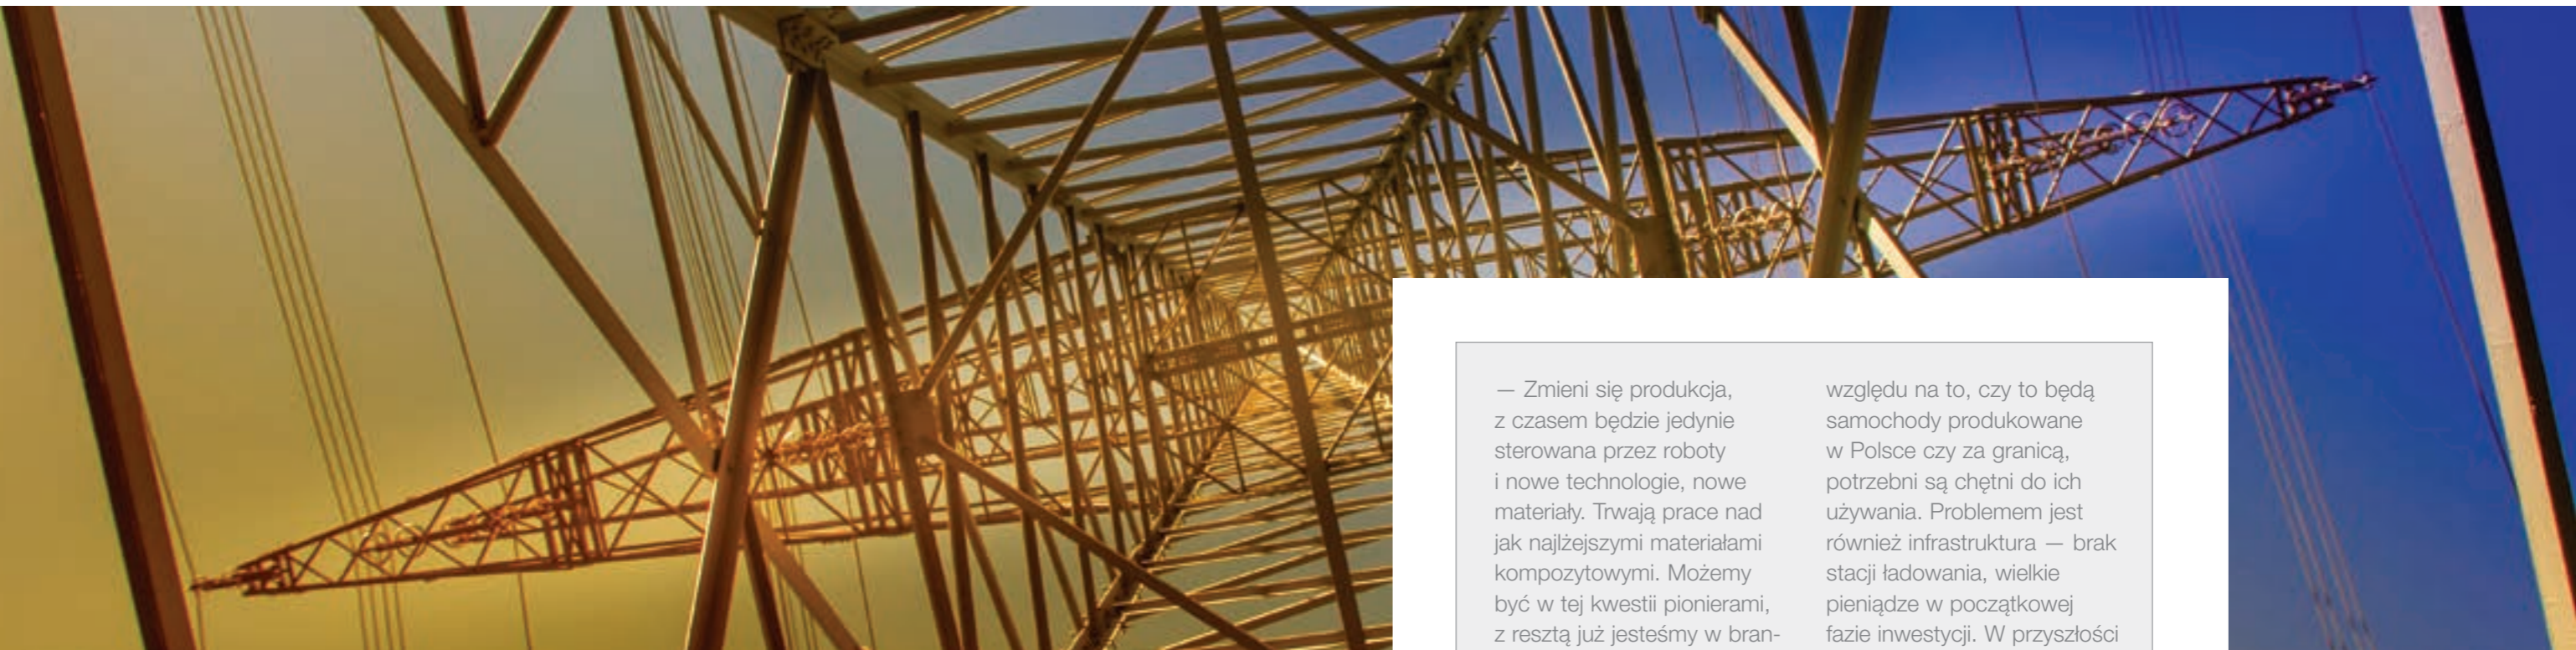 — Zmieni się produkcja,
z czasem będzie jedynie
sterowana przez roboty
i nowe technologie, nowe
materiały. Trwają prace nad
jak najlżejszymi materiałami
kompozytowymi. Możemy
być w tej kwestii pionierami,
z resztą już jesteśmy w bran-
względu na to, czy to będą
samochody produkowane
w Polsce czy za granicą,
potrzebni są chętni do ich
używania. Problemem jest
również infrastruktura — brak
stacji ładowania, wielkie
pieniądze w początkowej
fazie inwestycji. W przyszłości